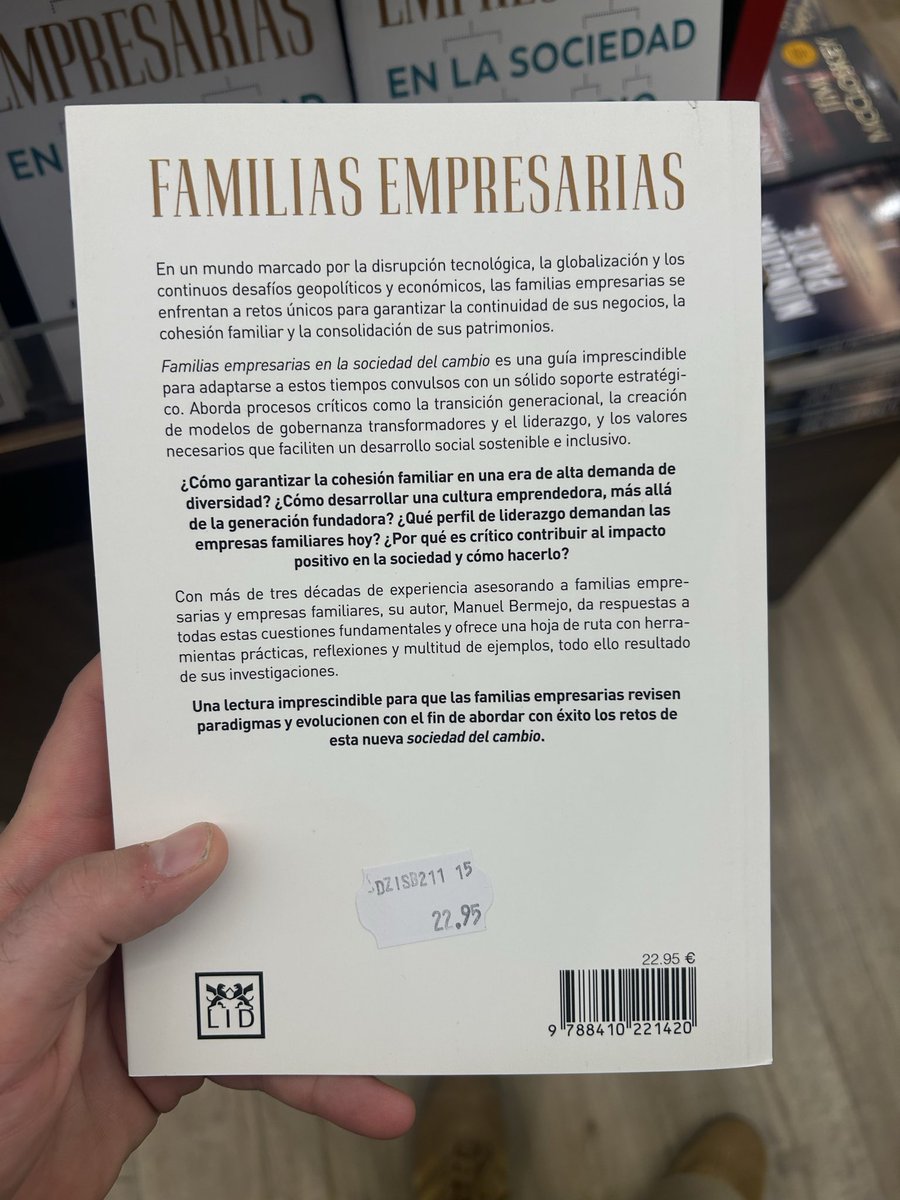 EMPRESARIAS
EN LA SOCIEDAD
EN
FAMILIAS EMPRESARIAS
En un mundo marcado por la disrupción tecnológica, la globalización y los
continuos desafíos geopolíticos y económicos, las familias empresarias se
enfrentan a retos únicos para garantizar la continuidad de sus negocios, la
cohesión familiar y la consolidación de sus patrimonios.
Familias empresarias en la sociedad del cambio es una guía imprescindible
para adaptarse a estos tiempos convulsos con un sólido soporte estratégi-
co. Aborda procesos críticos como la transición generacional, la creación
de modelos de gobernanza transformadores y el liderazgo, y los valores
necesarios que faciliten un desarrollo social sostenible e inclusivo.
¿Cómo garantizar la cohesión familiar en una era de alta demanda de
diversidad? ¿Cómo desarrollar una cultura emprendedora, más allá
de la generación fundadora? ¿Qué perfil de liderazgo demandan las
empresas familiares hoy? ¿Por qué es crítico contribuir al impacto
positivo en la sociedad y cómo hacerlo?
Con más de tres décadas de experiencia asesorando a familias empre-
sarias y empresas familiares, su autor, Manuel Bermejo, da respuestas a
todas estas cuestiones fundamentales y ofrece una hoja de ruta con herra-
mientas prácticas, reflexiones y multitud de ejemplos, todo ello resultado
de sus investigaciones.
Una lectura imprescindible para que las familias empresarias revisen
paradigmas y evolucionen con el fin de abordar con éxito los retos de
esta nueva sociedad del cambio.
15
22.95
22.95 €
LID
9 788410 221420